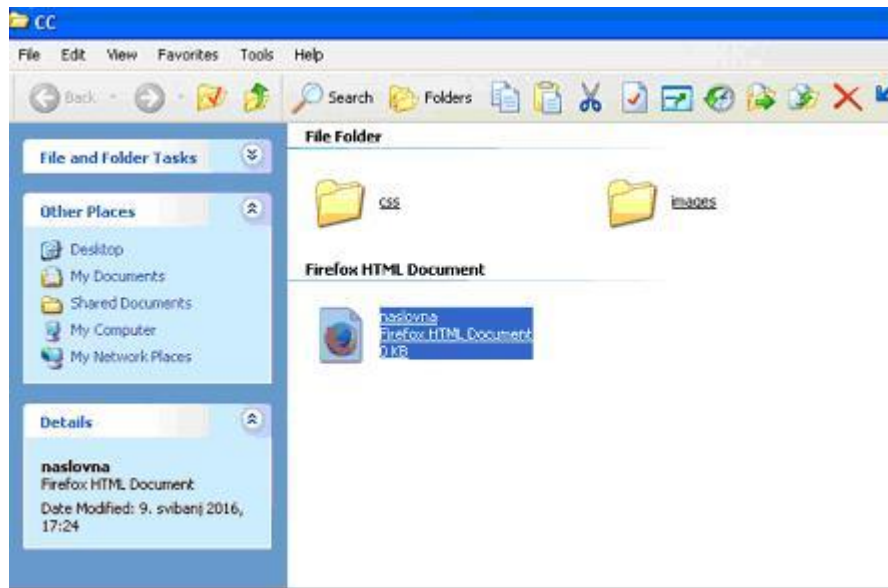 CC
File Edit View Favorites Tools Help
Back Search Folders
File and Folder Tasks
Other Places
Desktop
My Documents
Shared Documents
My Computer
My Network Places
Details
naslovna
Firefox HTML Document
Date Modified: 9. svibanj 2016,
17:24
File Folder
css images
Firefox HTML Document
naslovna
Firefox HTML Document
0 KB